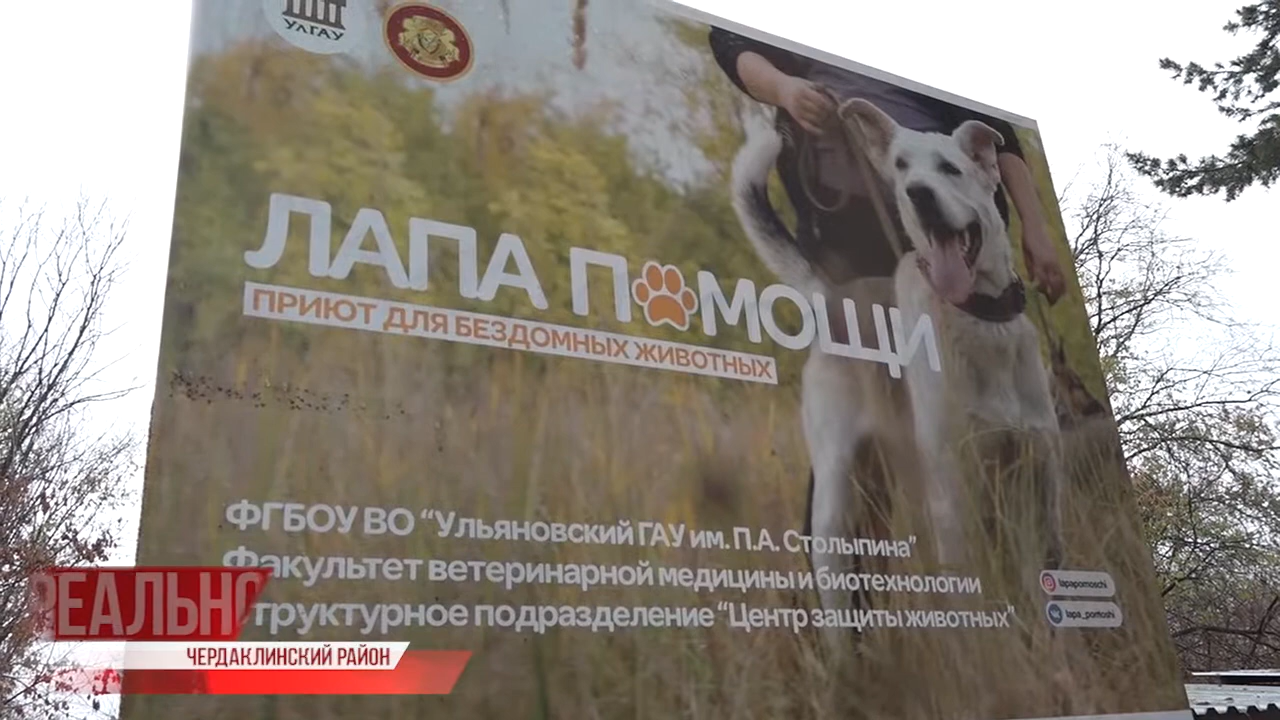 УлГАУ
ЛАПА ПОМОЩИ
ПРИЮТ ДЛЯ БЕЗДОМНЫХ ЖИВОТНЫХ
ФГБОУ ВО “Ульяновский ГАУ им. П.А. Столыпина”
Факультет ветеринарной медицины и биотехнологии
труктурное подразделение “Центр защиты животных”
lapapomoschi
lapa_pomoshi
РЕАЛЬНО
ЧЕРДАКЛИНСКИЙ РАЙОН